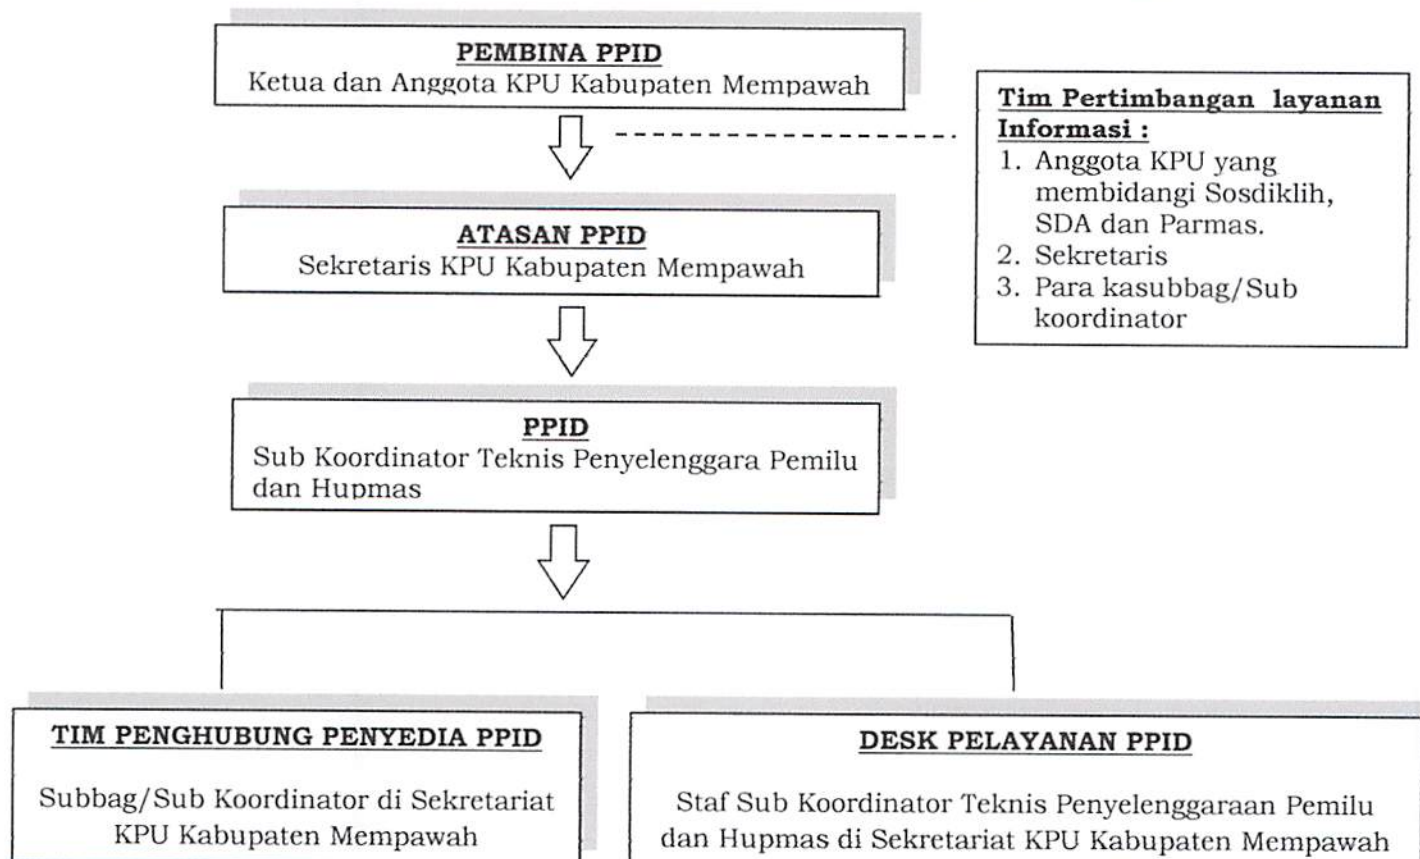 PEMBINA PPID
Ketua dan Anggota KPU Kabupaten Mempawah
Tim Pertimbangan layanan
Informasi :
1. Anggota KPU yang
membidangi Sosdiklih,
SDA dan Parmas.
2. Sekretaris
3. Para kasubbag/Sub
koordinator
ATASAN PPID
Sekretaris KPU Kabupaten Mempawah
PPID
Sub Koordinator Teknis Penyelenggara Pemilu
dan Hupmas
TIM PENGHUBUNG PENYEDIA PPID
Subbag/Sub Koordinator di Sekretariat
KPU Kabupaten Mempawah
DESK PELAYANAN PPID
Staf Sub Koordinator Teknis Penyelenggaraan Pemilu
dan Hupmas di Sekretariat KPU Kabupaten Mempawah